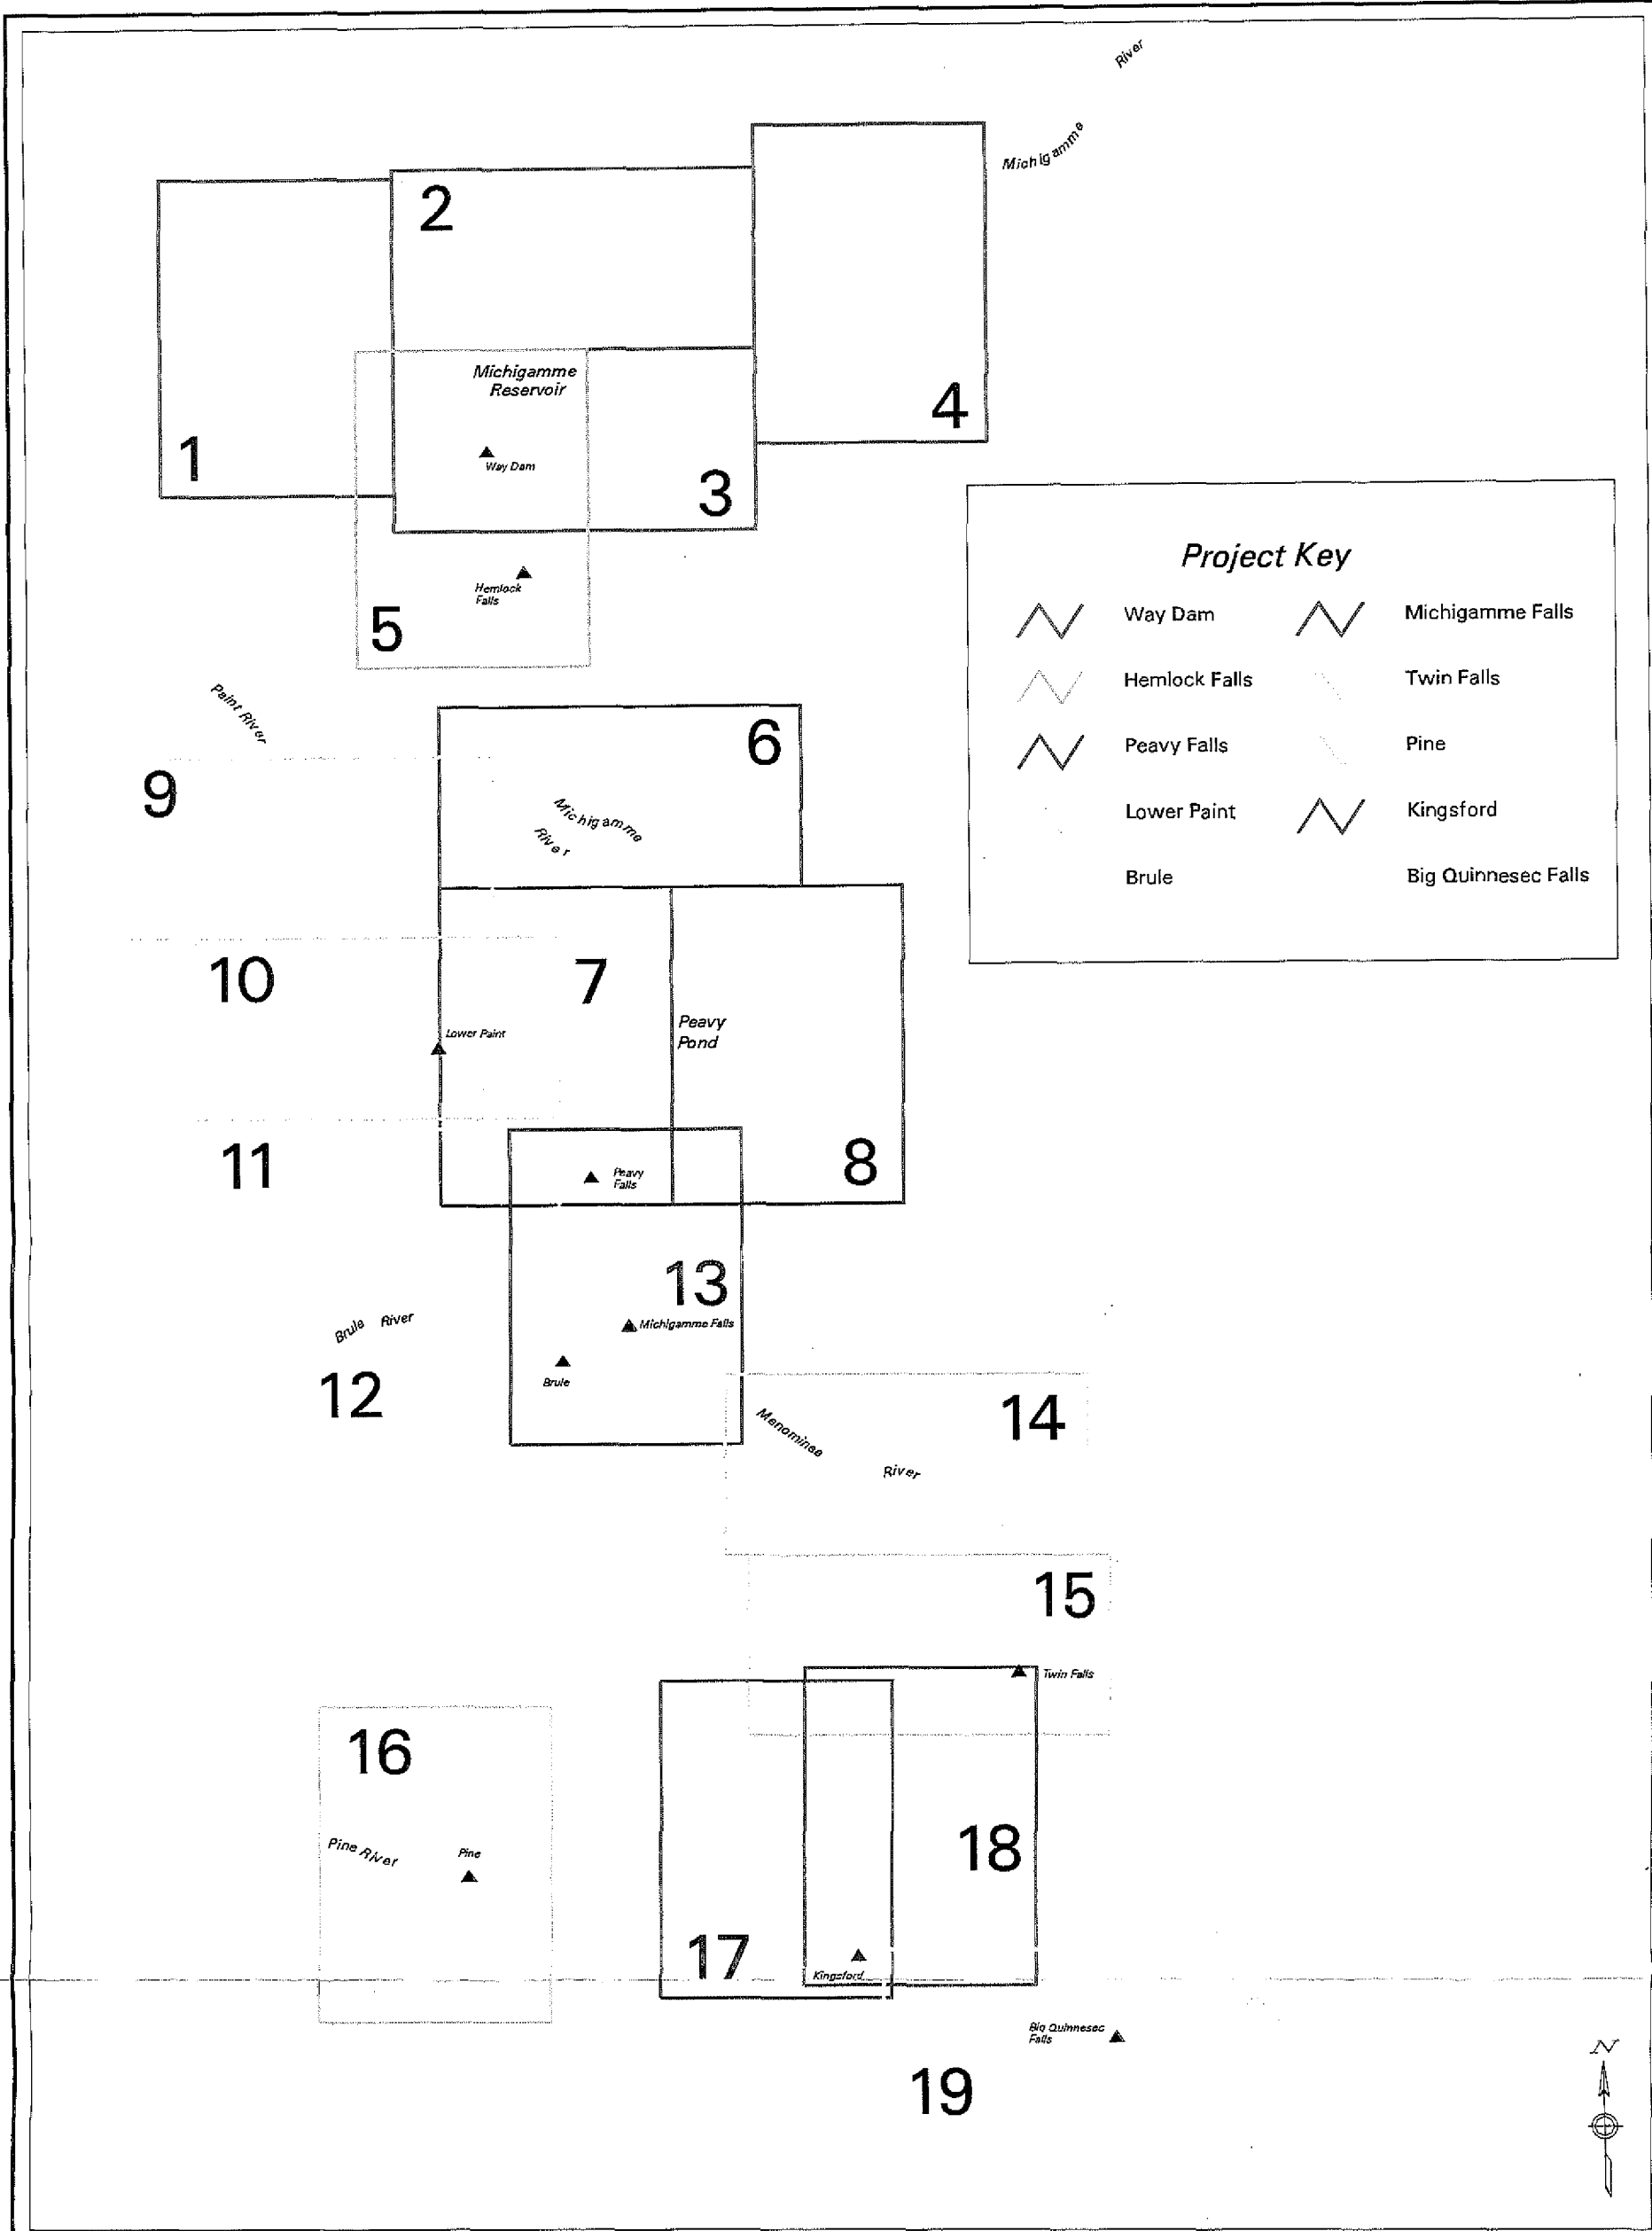 River
Michigamme
2
Michigamme
Reservoir
4
1
Way Dam
3
Hemlock
Falls
5
Project Key
Way Dam
Michigamme Falls
Hemlock Falls
Twin Falls
Peavy Falls
Pine
Lower Paint
Kingsford
Brule
Big Quinnesec Falls
Paint River
6
9
Michigamme
River
10
7
Peavy
Pond
Lower Paint
11
8
Peavy
Falls
13
Brule River
Michigamme Falls
Brule
12
14
Menominee
River
15
Twin Falls
16
Pine River
Pine
18
17
Kingsford
Big Quinnesec
Falls
19
N